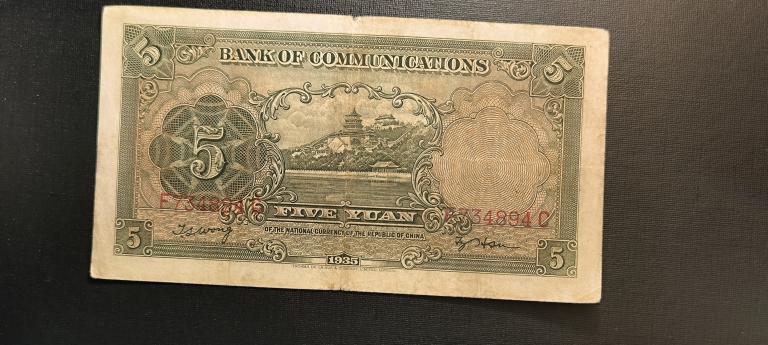 5 5
BANK OF COMMUNICATIONS
5
F734894C F734894C
FIVE YUAN
OF THE NATIONAL CURRENCY OF THE REPUBLIC OF CHINA
5 5
1935